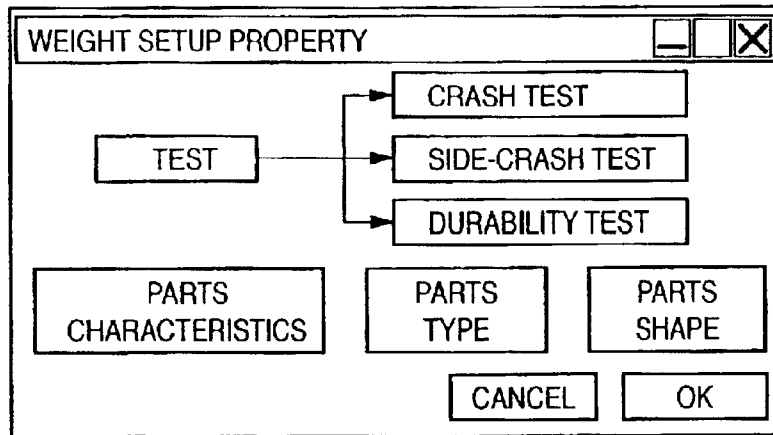 WEIGHT SETUP PROPERTY
CRASH TEST
TEST
SIDE-CRASH TEST
DURABILITY TEST
PARTS
CHARACTERISTICS
PARTS
TYPE
PARTS
SHAPE
CANCEL
OK